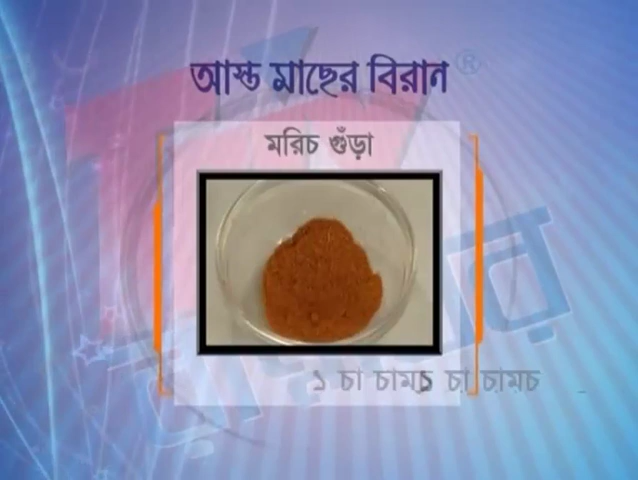 আস্ত মাছের বিরান
মরিচ গুঁড়া
১ চা চামচ